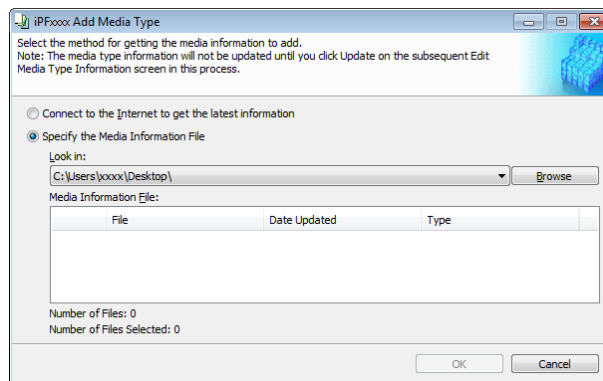 iPFxxxx Add Media Type
Select the method for getting the media information to add.
Note: The media type information will not be updated until you click Update on the subsequent Edit
Media Type Information screen in this process.
Connect to the Internet to get the latest information
Specify the Media Information File
Look in:
C:\Users\xxxx\Desktop\
Browse
Media Information File:
File Date Updated Type
Number of Files: 0
Number of Files Selected: 0
OK Cancel